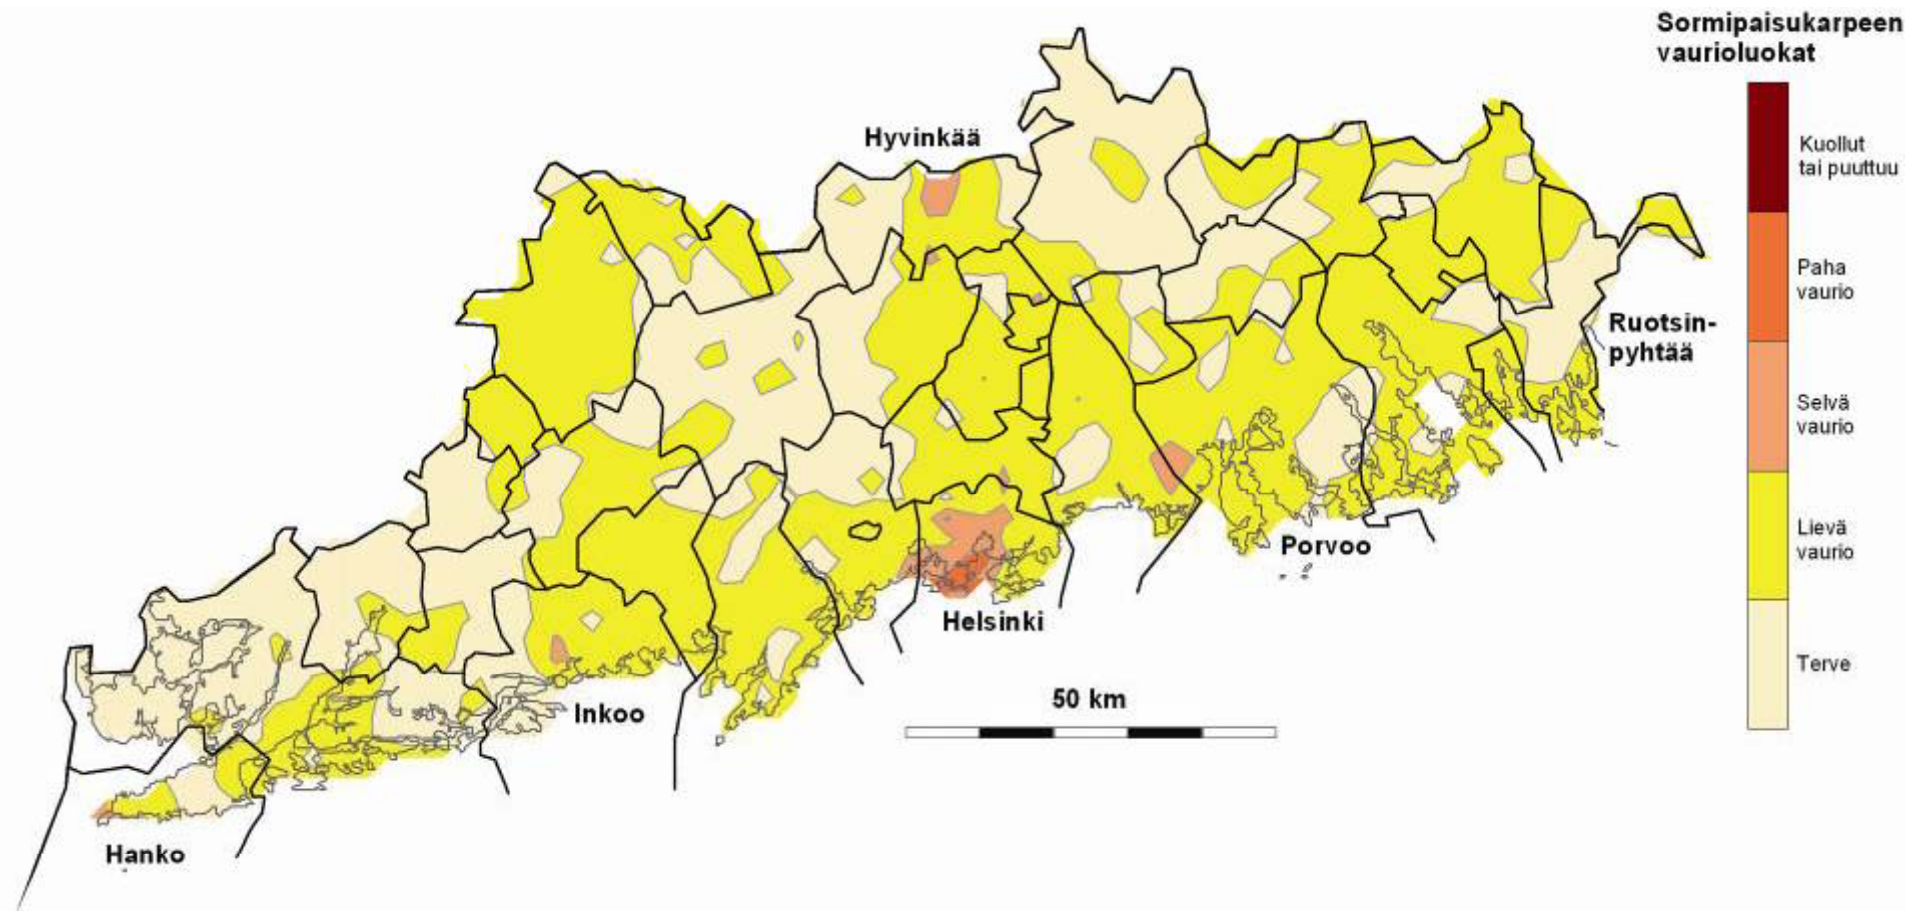 Sormipaisukarpeen
vaurioluokat
Kuollut
tai puuttuu
Paha
vaurio
Selvä
vaurio
Lievä
vaurio
Terve
Hyvinkää
Ruotsin-
pyhtää
Porvoo
Helsinki
Inkoo
50 km
Hanko